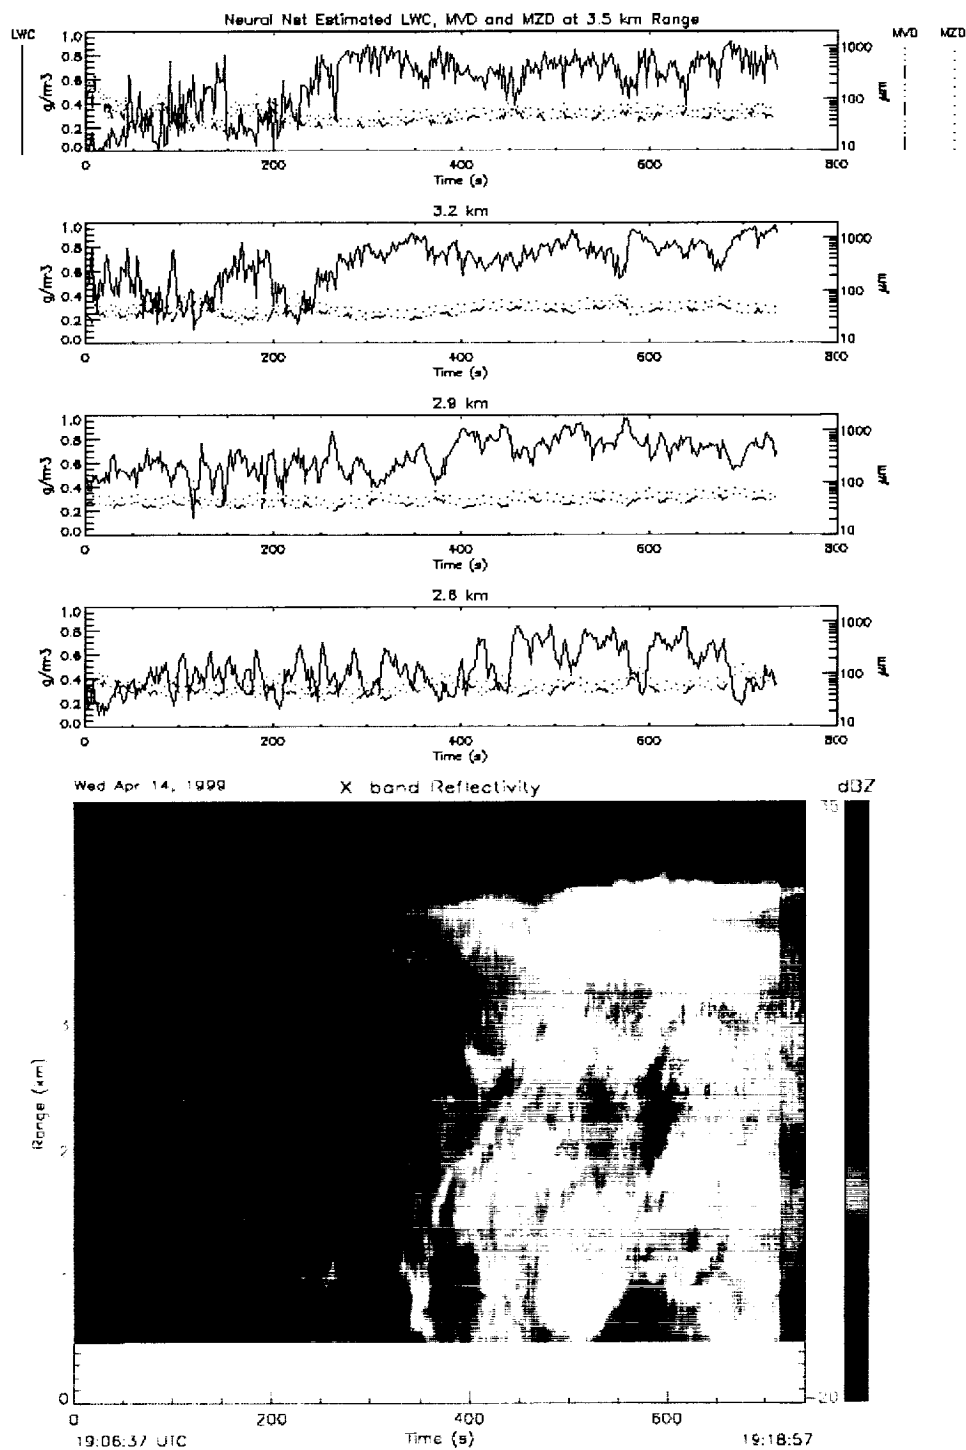 Neural Net Estimated LWC, MVD and MZD at 3.5 km Range
LWC
MVD MZD
1.0
0.8
0.6
0.4
0.2
0.0
g/m3
1000
100
10
μm
0 200 400 600 800
Time (s)
3.2 km
1.0
0.8
0.6
0.4
0.2
0.0
g/m3
1000
100
10
μm
0 200 400 600 800
Time (s)
2.9 km
1.0
0.8
0.6
0.4
0.2
0.0
g/m3
1000
100
10
μm
0 200 400 600 800
Time (s)
2.6 km
1.0
0.8
0.6
0.4
0.2
0.0
g/m3
1000
100
10
μm
0 200 400 600 800
Time (s)
Wed Apr 14, 1999 X band Reflectivity dBZ
35
3
Range (km)
2
0
-20
0 200 400 600
19:06:37 UTC Time (s) 19:18:57